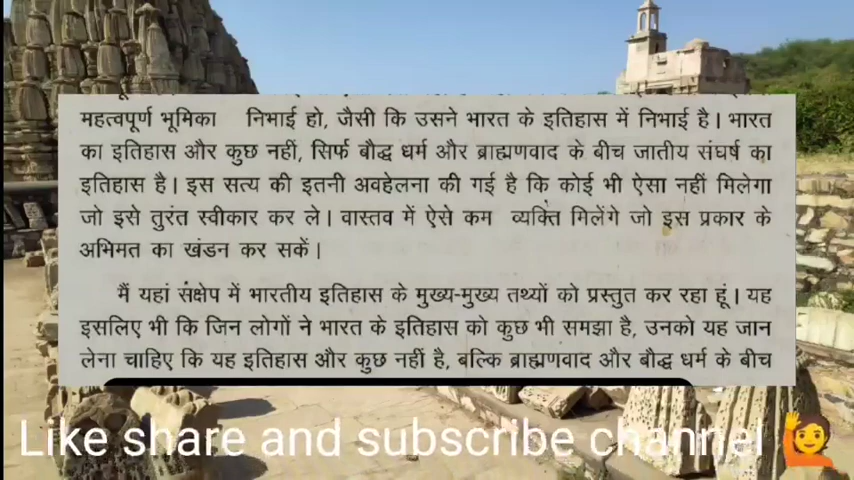 महत्वपूर्ण भूमिका निभाई हो, जैसी कि उसने भारत के इतिहास में निभाई है। भारत
का इतिहास और कुछ नहीं, सिर्फ बौद्ध धर्म और ब्राह्मणवाद के बीच जातीय संघर्ष का
इतिहास है। इस सत्य की इतनी अवहेलना की गई है कि कोई भी ऐसा नहीं मिलेगा
जो इसे तुरंत स्वीकार कर ले। वास्तव में ऐसे कम व्यक्ति मिलेंगे जो इस प्रकार के
अभिमत का खंडन कर सकें।
मैं यहां संक्षेप में भारतीय इतिहास के मुख्य-मुख्य तथ्यों को प्रस्तुत कर रहा हूं। यह
इसलिए भी कि जिन लोगों ने भारत के इतिहास को कुछ भी समझा है, उनको यह जान
लेना चाहिए कि यह इतिहास और कुछ नहीं है, बल्कि ब्राह्मणवाद और बौद्ध धर्म के बीच
Like share and subscribe channel 🙋